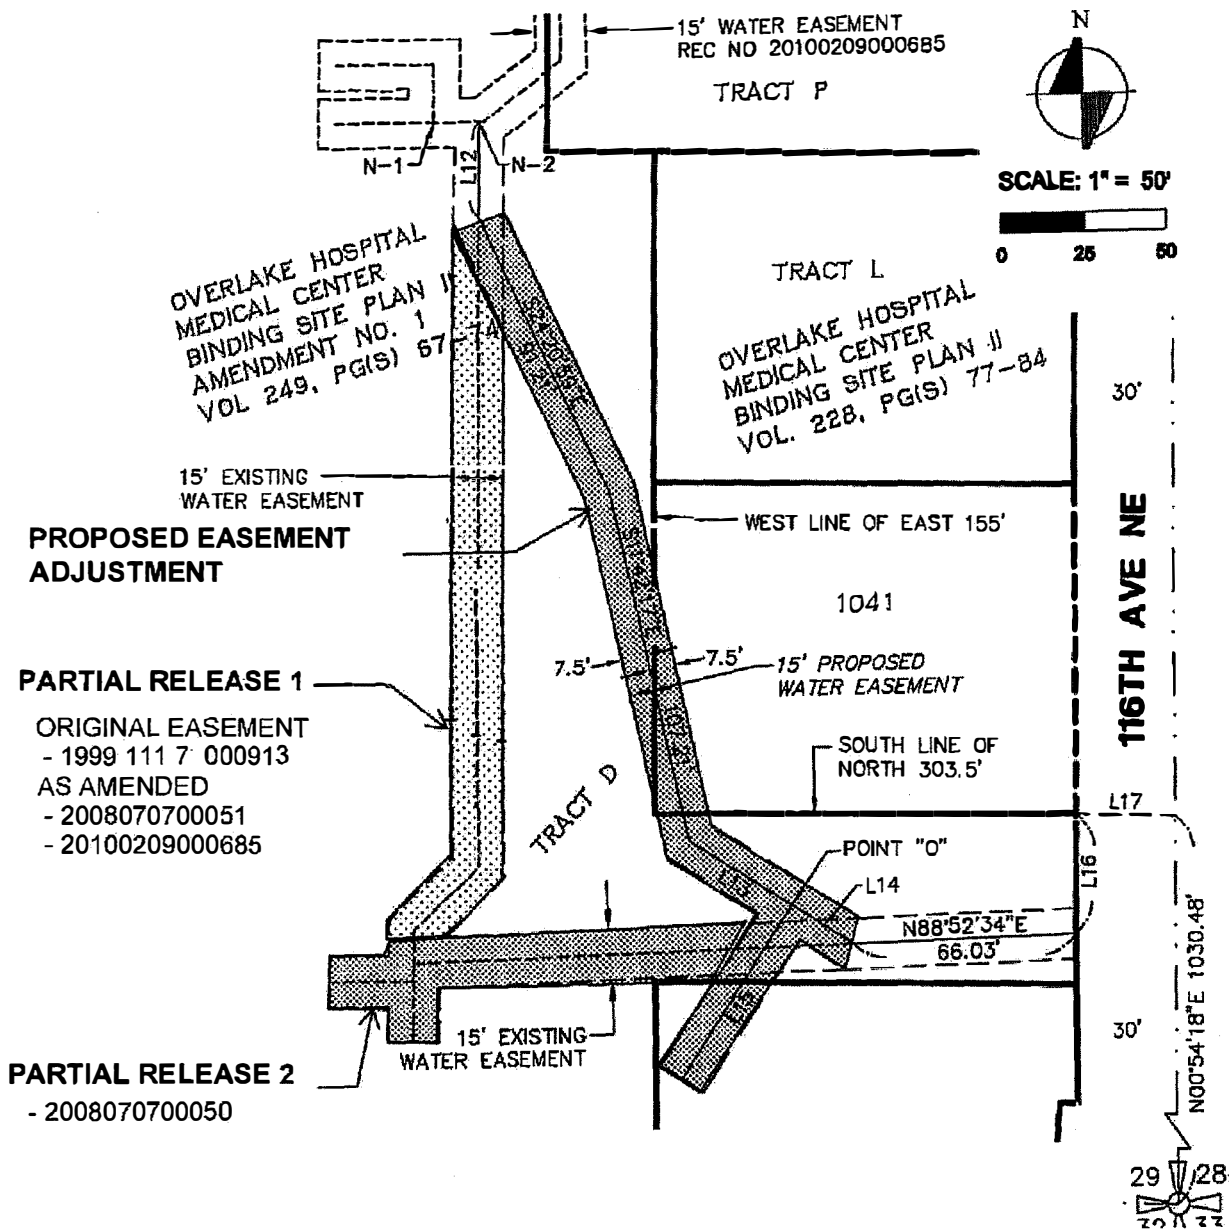 15' WATER EASEMENT
REC NO 20100209000685
TRACT P
N
SCALE: 1" = 50'
0 25 50
N-1
L12
N-2
OVERLAKE HOSPITAL
MEDICAL CENTER
BINDING SITE PLAN II
AMENDMENT NO. 1
VOL 249, PG(S) 67-74
TRACT L
OVERLAKE HOSPITAL
MEDICAL CENTER
BINDING SITE PLAN II
VOL. 228, PG(S) 77-84
30'
15' EXISTING
WATER EASEMENT
PROPOSED EASEMENT
ADJUSTMENT
WEST LINE OF EAST 155'
116TH AVE NE
1041
7.5'
7.5'
15' PROPOSED
WATER EASEMENT
PARTIAL RELEASE 1
ORIGINAL EASEMENT
- 1999 111 7 000913
AS AMENDED
- 2008070700051
- 20100209000685
SOUTH LINE OF
NORTH 303.5'
TRACT D
L17
POINT "O"
L13
L14
L16
N88°52'34"E
66.03'
L15
N00°54'18"E 1030.48'
30'
15' EXISTING
WATER EASEMENT
PARTIAL RELEASE 2
- 2008070700050
29 28